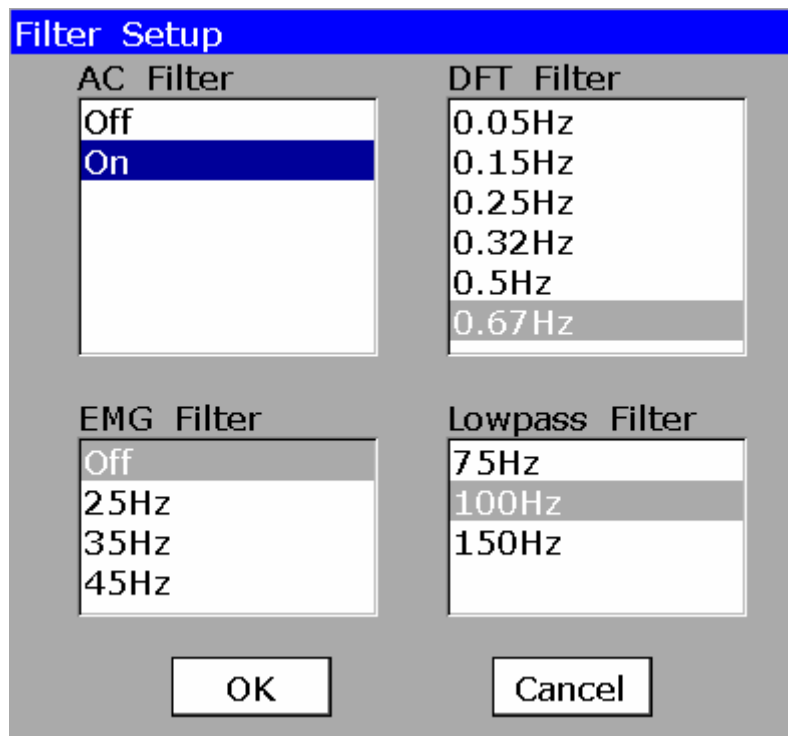 Filter Setup
AC Filter
Off
On
DFT Filter
0.05Hz
0.15Hz
0.25Hz
0.32Hz
0.5Hz
0.67Hz
EMG Filter
Off
25Hz
35Hz
45Hz
Lowpass Filter
75Hz
100Hz
150Hz
OK
Cancel